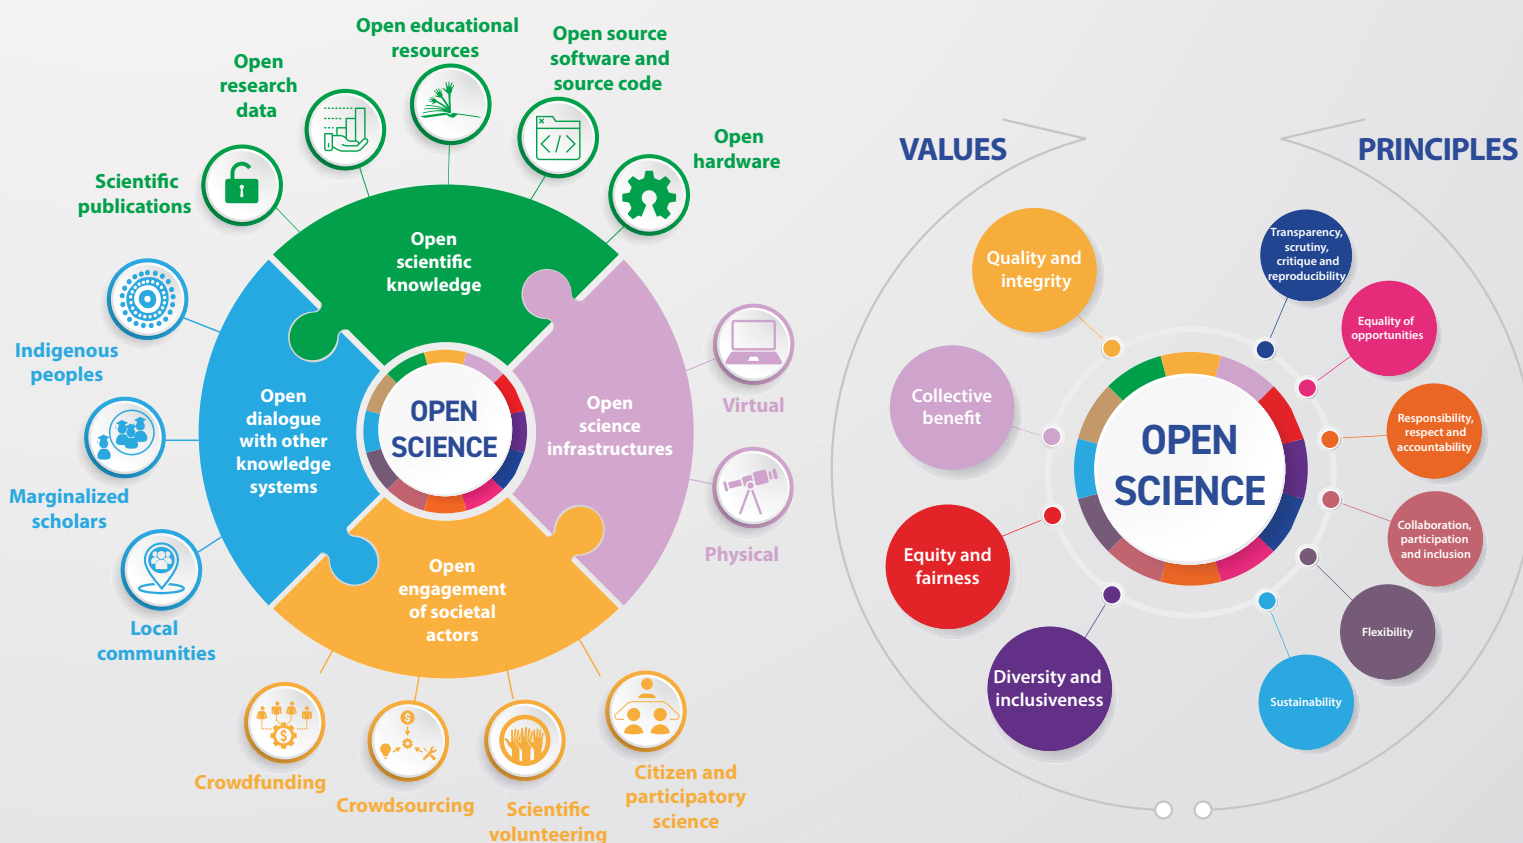 Open educational
resources
Open source
software and
source code
Open
research
data
Open
hardware
Scientific
publications
Open
scientific
knowledge
Indigenous
peoples
Marginalized
scholars
Local
communities
Open
dialogue
with other
knowledge
systems
OPEN
SCIENCE
Open
science
infrastructures
Virtual
Physical
Open
engagement
of societal
actors
Crowdfunding
Crowdsourcing
Scientific
volunteering
Citizen and
participatory
science
VALUES
Quality and
integrity
Collective
benefit
Equity and
fairness
Diversity and
inclusiveness
OPEN
SCIENCE
PRINCIPLES
Transparency,
scrutiny,
critique and
reproducibility
Equality of
opportunities
Responsibility,
respect and
accountability
Collaboration,
participation
and inclusion
Flexibility
Sustainability